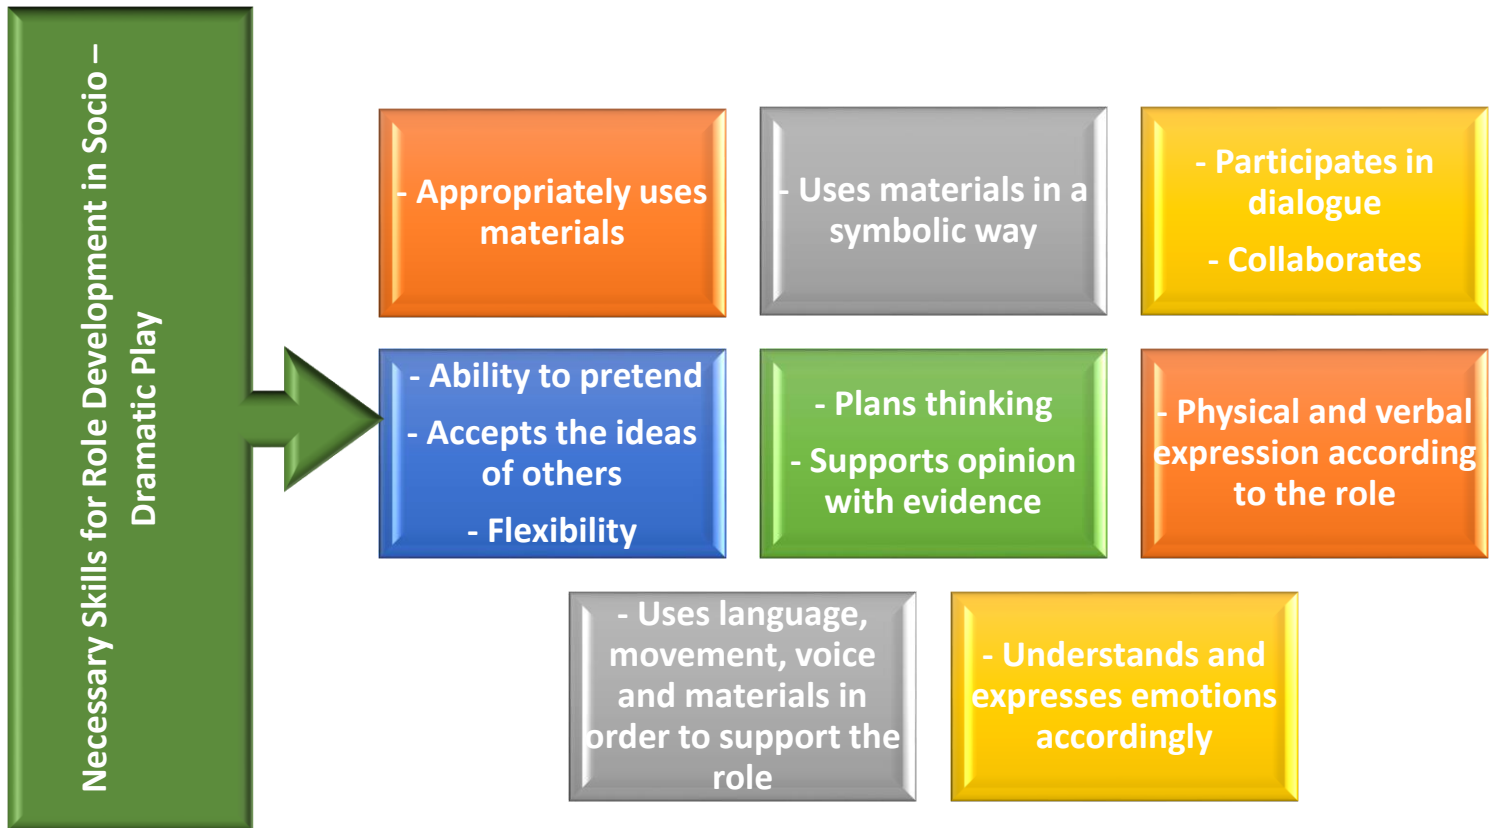 Necessary Skills for Role Development in Socio –
Dramatic Play
- Appropriately uses
materials
- Uses materials in a
symbolic way
- Participates in
dialogue
- Collaborates
- Ability to pretend
- Accepts the ideas
of others
- Flexibility
- Plans thinking
- Supports opinion
with evidence
- Physical and verbal
expression according
to the role
- Uses language,
movement, voice
and materials in
order to support the
role
- Understands and
expresses emotions
accordingly